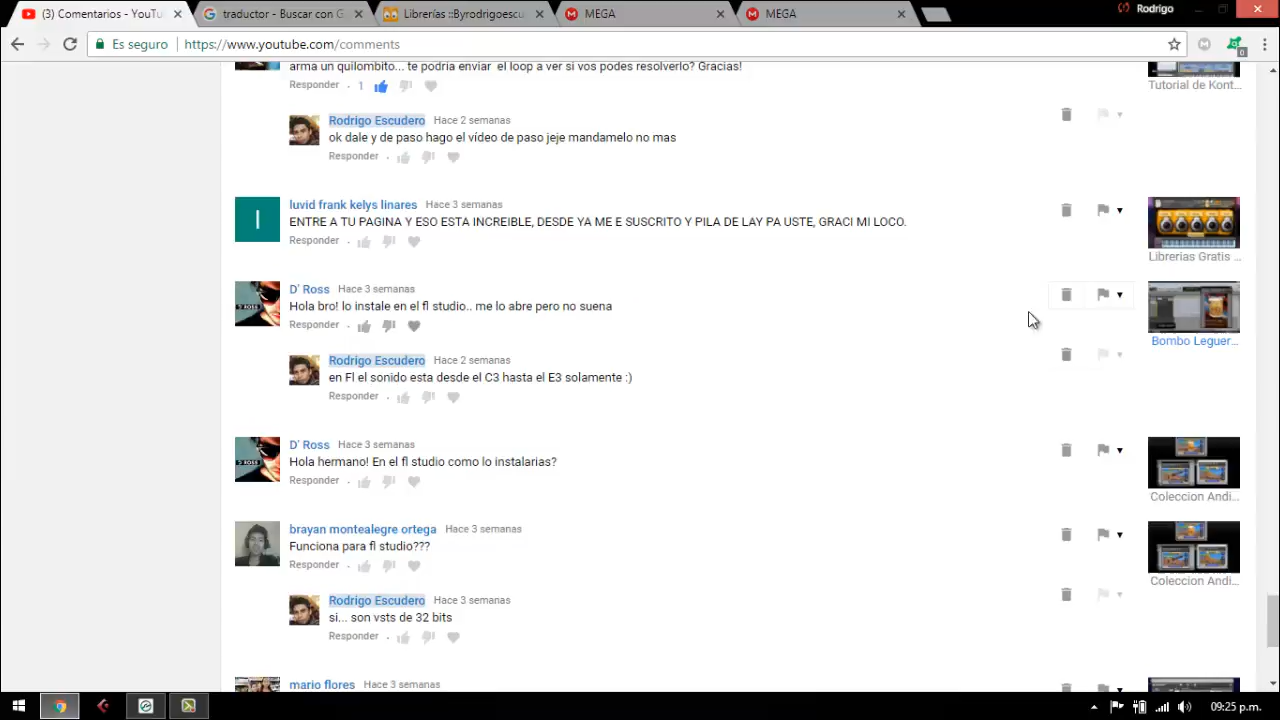 (3) Comentarios - YouTu
traductor - Buscar con G
Librerías ::Byrodrigoescu
MEGA
MEGA
Rodrigo
Es seguro
https://www.youtube.com/comments
arma un quilombito... te podria enviar el loop a ver si vos podes resolverlo? Gracias!
Responder · 1
Tutorial de Kont...
Rodrigo Escudero Hace 2 semanas
ok dale y de paso hago el vídeo de paso jeje mandamelo no mas
Responder ·
l
luvid frank kelys linares Hace 3 semanas
ENTRE A TU PAGINA Y ESO ESTA INCREIBLE, DESDE YA ME E SUSCRITO Y PILA DE LAY PA USTE, GRACI MI LOCO.
Responder ·
Librerias Gratis ...
D' ROSS
D' Ross Hace 3 semanas
Hola bro! lo instale en el fl studio.. me lo abre pero no suena
Responder ·
Bombo Leguer...
Rodrigo Escudero Hace 2 semanas
en Fl el sonido esta desde el C3 hasta el E3 solamente :)
Responder ·
D' ROSS
D' Ross Hace 3 semanas
Hola hermano! En el fl studio como lo instalarias?
Responder ·
Coleccion Andi...
brayan montealegre ortega Hace 3 semanas
Funciona para fl studio???
Responder ·
Coleccion Andi...
Rodrigo Escudero Hace 3 semanas
si... son vsts de 32 bits
Responder ·
mario flores Hace 3 semanas
09:25 p.m.